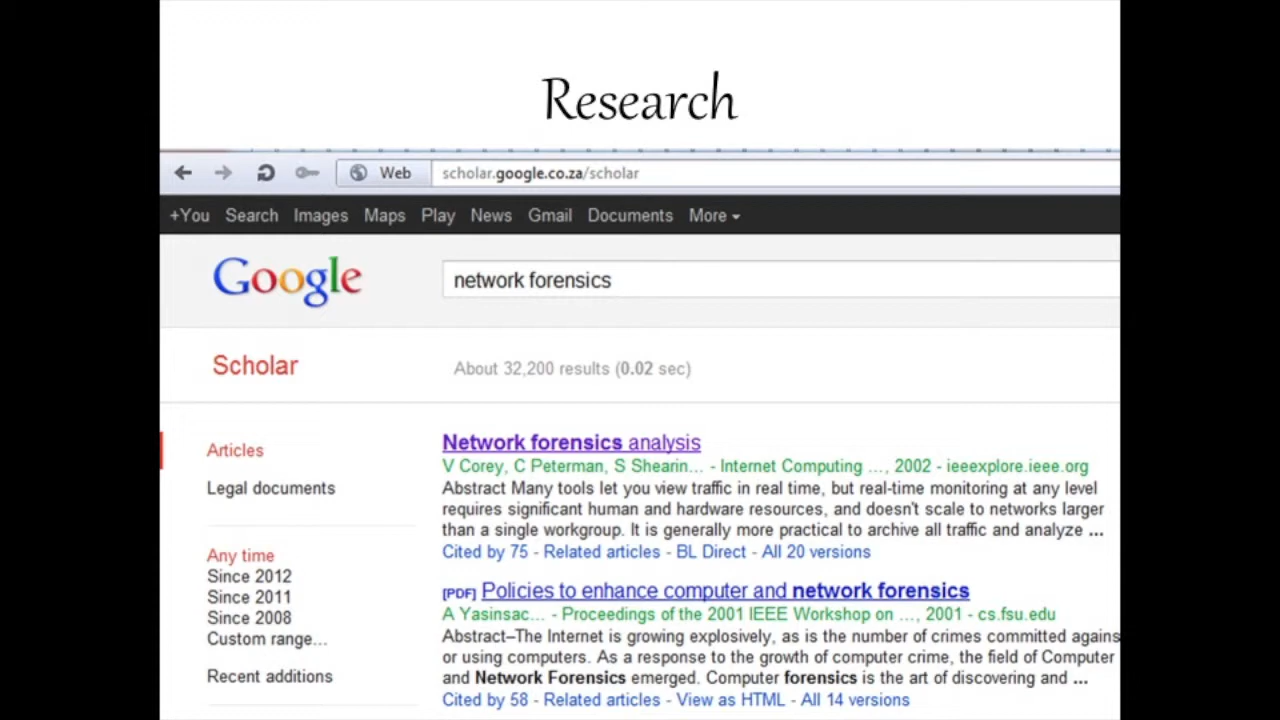 Research
Web scholar.google.co.za/scholar
+You Search Images Maps Play News Gmail Documents More
Google network forensics
Scholar About 32,200 results (0.02 sec)
Articles
Legal documents
Any time
Since 2012
Since 2011
Since 2008
Custom range...
Recent additions
Network forensics analysis
V Corey, C Peterman, S Shearin... - Internet Computing ..., 2002 - ieeexplore.ieee.org
Abstract Many tools let you view traffic in real time, but real-time monitoring at any level
requires significant human and hardware resources, and doesn't scale to networks larger
than a single workgroup. It is generally more practical to archive all traffic and analyze ...
Cited by 75 - Related articles - BL Direct - All 20 versions
[PDF] Policies to enhance computer and network forensics
A Yasinsac... - Proceedings of the 2001 IEEE Workshop on ..., 2001 - cs.fsu.edu
Abstract–The Internet is growing explosively, as is the number of crimes committed agains
or using computers. As a response to the growth of computer crime, the field of Computer
and Network Forensics emerged. Computer forensics is the art of discovering and ...
Cited by 58 - Related articles - View as HTML - All 14 versions